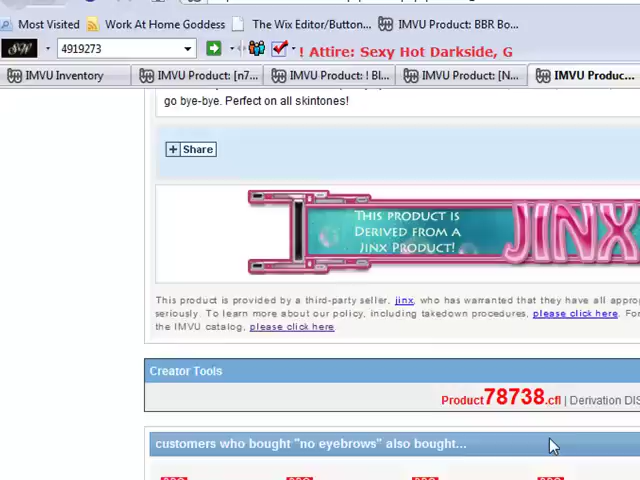 Most Visited Work At Home Goddess The Wix Editor/Button... IMVU Product: BBR Bo...
4919273 ! Attire: Sexy Hot Darkside, G
IMVU Inventory IMVU Product: [n7... IMVU Product: ! Bl... IMVU Product: [N... IMVU Produc...
go bye-bye. Perfect on all skintones!
+ Share
THIS PRODUCT IS
DERIVED FROM A
JINX PRODUCT!
JINX
This product is provided by a third-party seller, jinx, who has warranted that they have all approp
seriously. To learn more about our policy, including takedown procedures, please click here. For
the IMVU catalog, please click here.
Creator Tools
Product78738.cfl | Derivation DIS
customers who bought "no eyebrows" also bought...